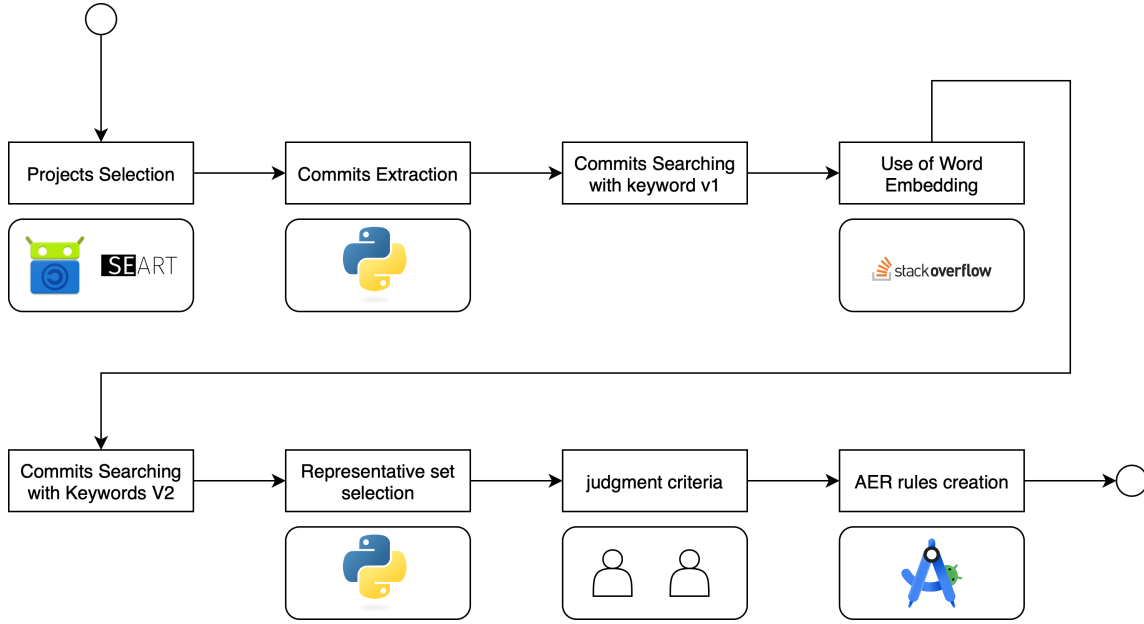 Projects Selection
Commits Extraction
Commits Searching
with keyword v1
Use of Word
Embedding
SEART
stackoverflow
Commits Searching
with Keywords V2
Representative set
selection
judgment criteria
AER rules creation